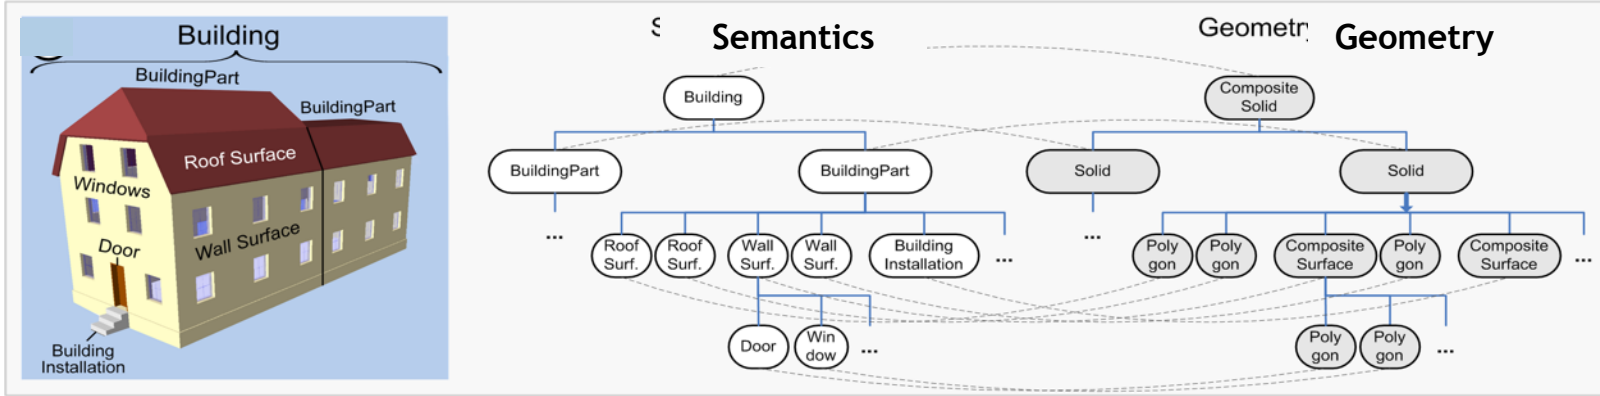 Building
BuildingPart
BuildingPart
Roof Surface
Windows
Wall Surface
Door
Building
Installation
Semantics
Geometry
Geometry
Building
Composite
Solid
BuildingPart
BuildingPart
Solid
Solid
...
Roof
Surf.
Roof
Surf.
Wall
Surf.
Wall
Surf.
Building
Installation
...
...
Poly
gon
Poly
gon
Composite
Surface
Poly
gon
Composite
Surface
...
Door
Win
dow
...
Poly
gon
Poly
gon
...